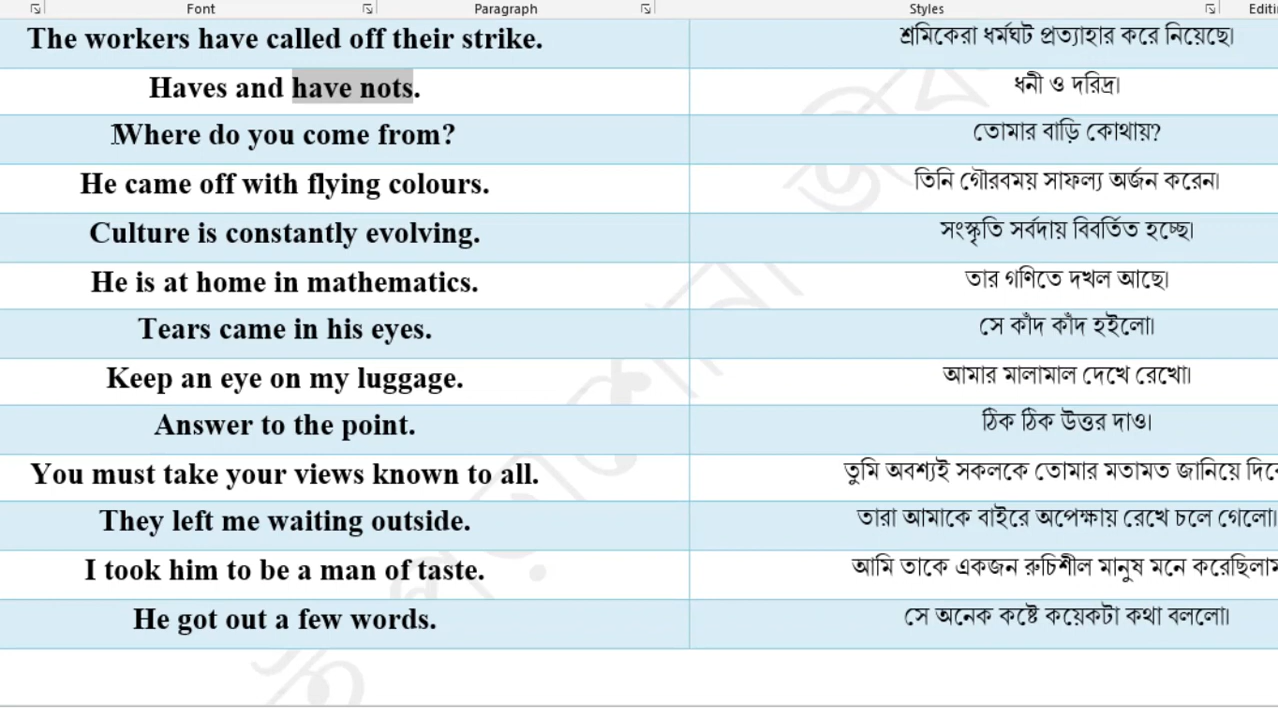 Font Paragraph Styles
The workers have called off their strike. শ্রমিকেরা ধর্মঘট প্রত্যাহার করে নিয়েছে।
Haves and have nots. ধনী ও দরিদ্র।
Where do you come from? তোমার বাড়ি কোথায়?
He came off with flying colours. তিনি গৌরবময় সাফল্য অর্জন করেন।
Culture is constantly evolving. সংস্কৃতি সর্বদায় বিবর্তিত হচ্ছে।
He is at home in mathematics. তার গণিতে দখল আছে।
Tears came in his eyes. সে কাঁদ কাঁদ হইলো।
Keep an eye on my luggage. আমার মালামাল দেখে রেখো।
Answer to the point. ঠিক ঠিক উত্তর দাও।
You must take your views known to all. তুমি অবশ্যই সকলকে তোমার মতামত জানিয়ে
They left me waiting outside. তারা আমাকে বাইরে অপেক্ষায় রেখে চলে গেলো।
I took him to be a man of taste. আমি তাকে একজন রুচিশীল মানুষ মনে
He got out a few words. সে অনেক কষ্টে কয়েকটা কথা বললো।